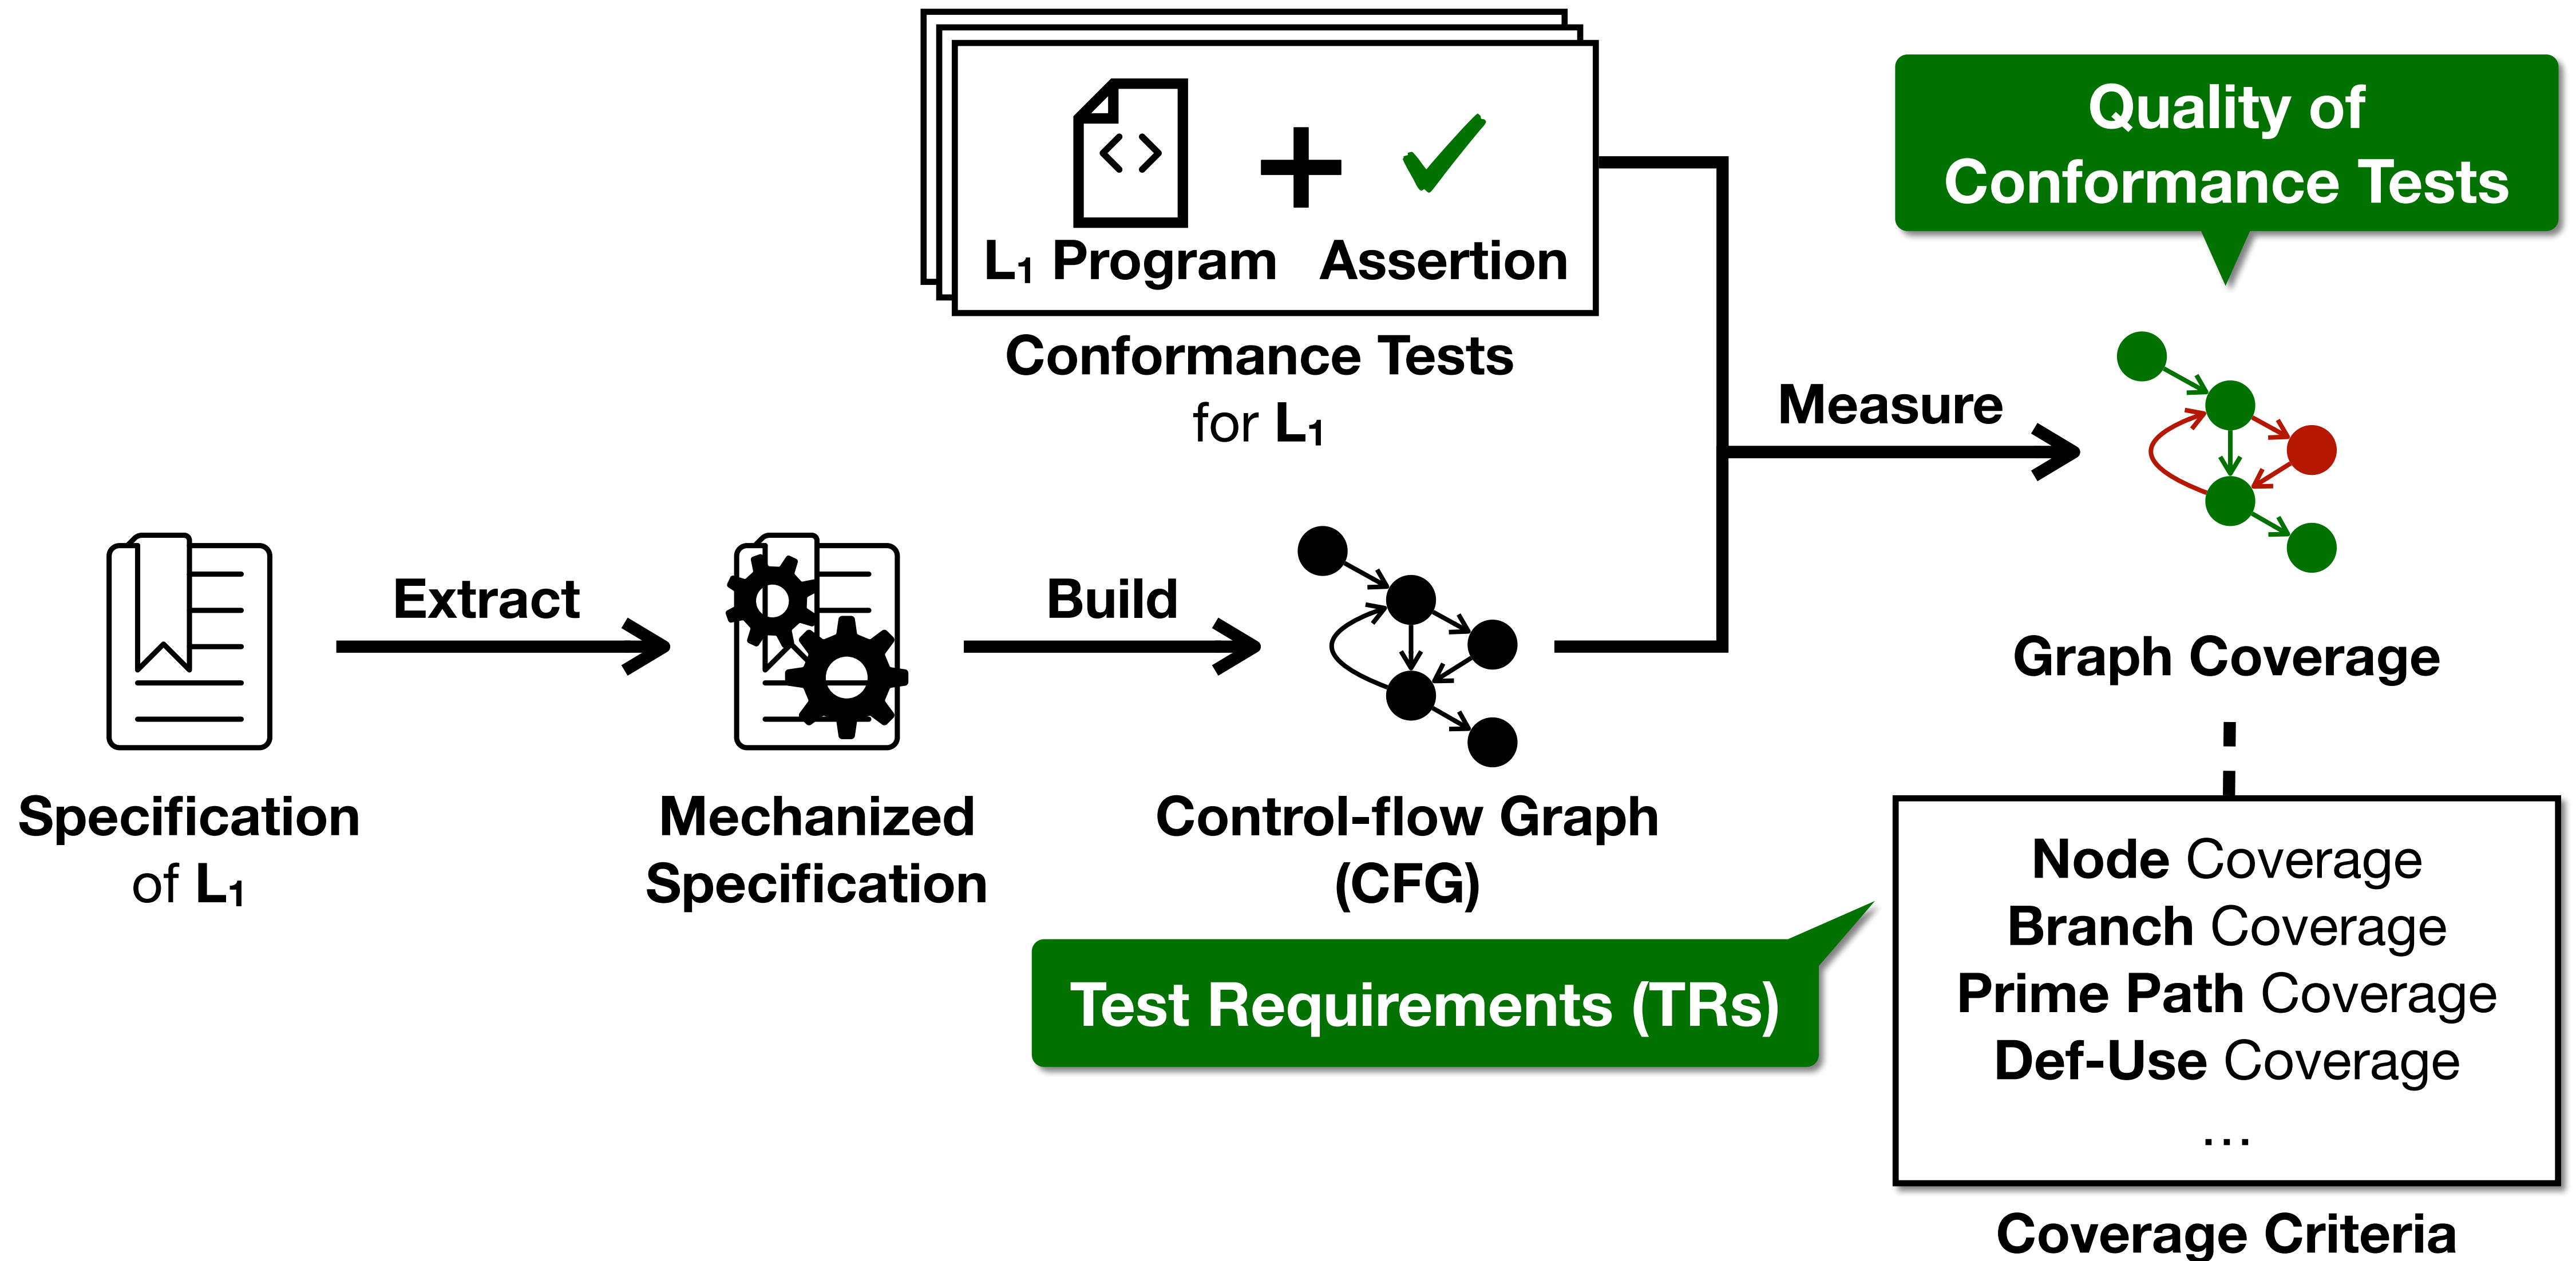 L₁ Program
Assertion
Conformance Tests
for L₁
Quality of
Conformance Tests
Measure
Extract
Build
Graph Coverage
Specification
of L₁
Mechanized
Specification
Control-flow Graph
(CFG)
Test Requirements (TRs)
Node Coverage
Branch Coverage
Prime Path Coverage
Def-Use Coverage
…
Coverage Criteria